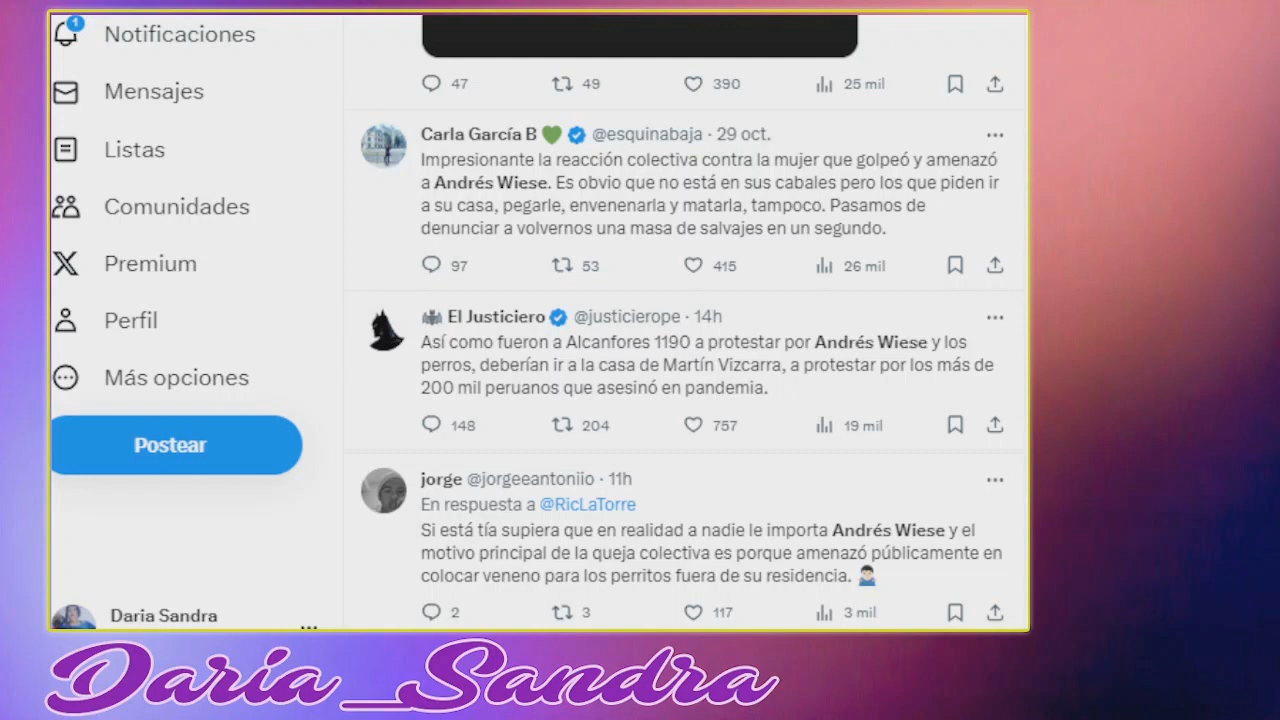 1
Notificaciones
Mensajes
Listas
Comunidades
Premium
Perfil
Más opciones
Postear
Daria Sandra
47 49 390 25 mil
Carla García B 💚 @esquinabaja · 29 oct.
Impresionante la reacción colectiva contra la mujer que golpeó y amenazó
a Andrés Wiese. Es obvio que no está en sus cabales pero los que piden ir
a su casa, pegarle, envenenarla y matarla, tampoco. Pasamos de
denunciar a volvernos una masa de salvajes en un segundo.
97 53 415 26 mil
El Justiciero @justicierope · 14h
Así como fueron a Alcanfores 1190 a protestar por Andrés Wiese y los
perros, deberían ir a la casa de Martín Vizcarra, a protestar por los más de
200 mil peruanos que asesinó en pandemia.
148 204 757 19 mil
jorge @jorgeeantoniio · 11h
En respuesta a @RicLaTorre
Si está tía supiera que en realidad a nadie le importa Andrés Wiese y el
motivo principal de la queja colectiva es porque amenazó públicamente en
colocar veneno para los perritos fuera de su residencia. 🤷🏻‍♂️
2 3 117 3 mil
Daria_Sandra